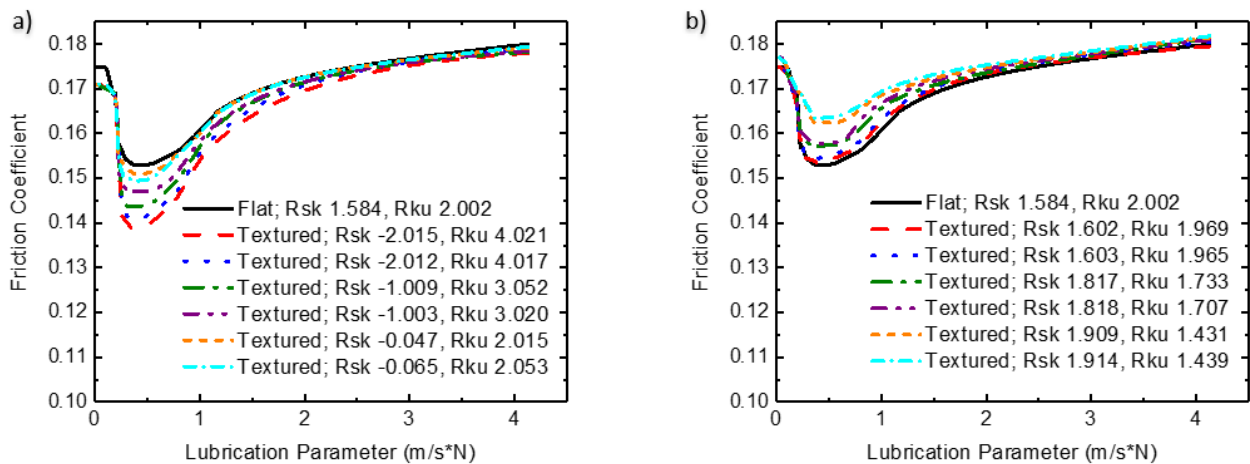 a)
0.18
0.17
0.16
0.15
0.14
0.13
0.12
0.11
0.10
Friction Coefficient
Flat; Rsk 1.584, Rku 2.002
Textured; Rsk -2.015, Rku 4.021
Textured; Rsk -2.012, Rku 4.017
Textured; Rsk -1.009, Rku 3.052
Textured; Rsk -1.003, Rku 3.020
Textured; Rsk -0.047, Rku 2.015
Textured; Rsk -0.065, Rku 2.053
0 1 2 3 4
Lubrication Parameter (m/s*N)
b)
0.18
0.17
0.16
0.15
0.14
0.13
0.12
0.11
0.10
Friction Coefficient
Flat; Rsk 1.584, Rku 2.002
Textured; Rsk 1.602, Rku 1.969
Textured; Rsk 1.603, Rku 1.965
Textured; Rsk 1.817, Rku 1.733
Textured; Rsk 1.818, Rku 1.707
Textured; Rsk 1.909, Rku 1.431
Textured; Rsk 1.914, Rku 1.439
0 1 2 3 4
Lubrication Parameter (m/s*N)